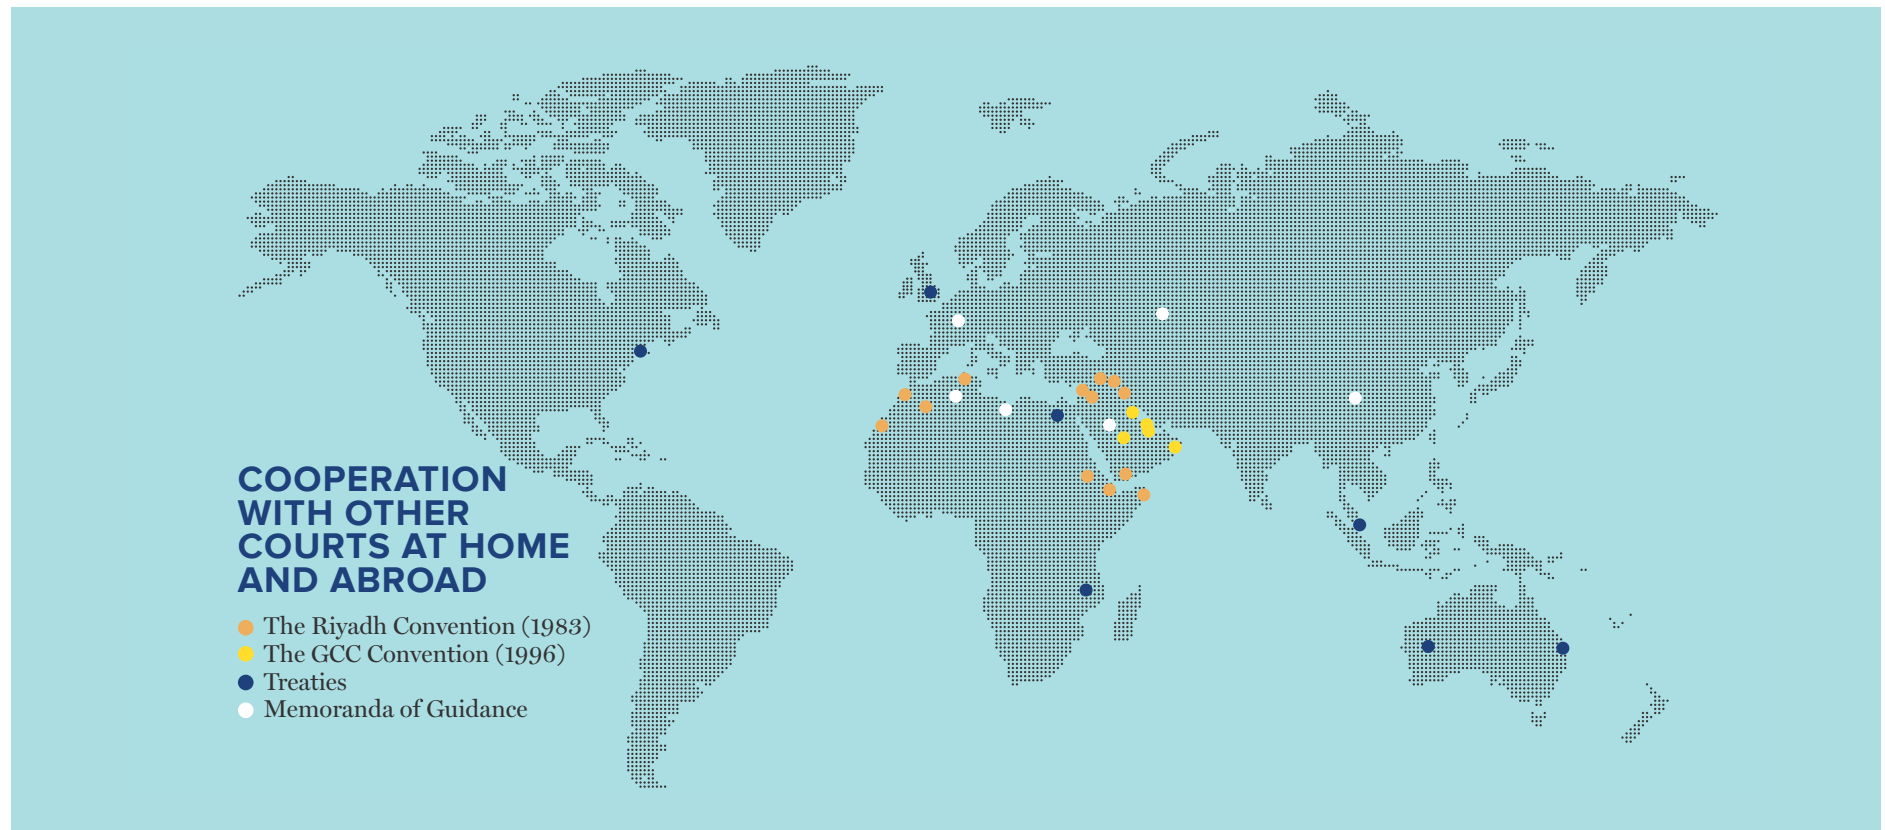 COOPERATION
WITH OTHER
COURTS AT HOME
AND ABROAD
The Riyadh Convention (1983)
The GCC Convention (1996)
Treaties
Memoranda of Guidance